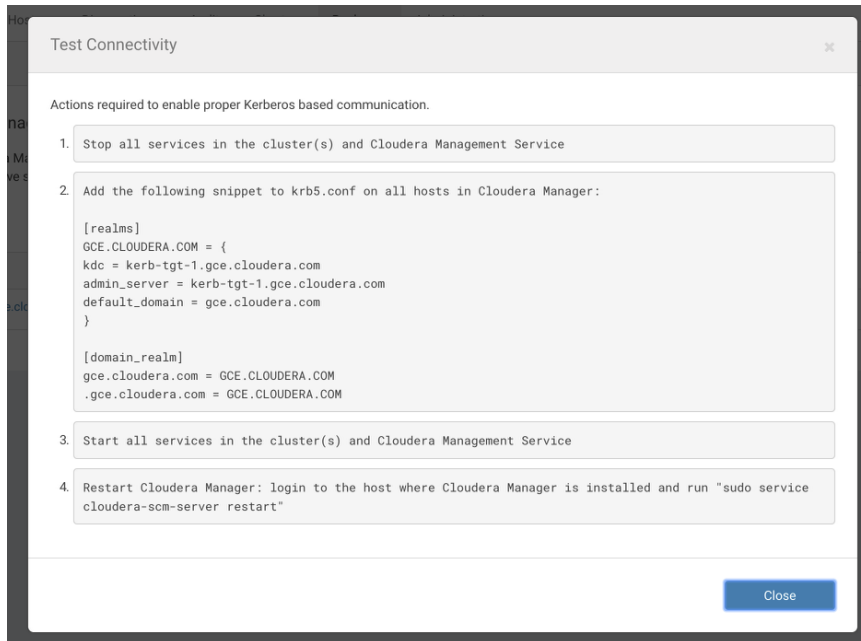 Test Connectivity
×
Actions required to enable proper Kerberos based communication.
1. Stop all services in the cluster(s) and Cloudera Management Service
2. Add the following snippet to krb5.conf on all hosts in Cloudera Manager:
[realms]
GCE.CLOUDERA.COM = {
kdc = kerb-tgt-1.gce.cloudera.com
admin_server = kerb-tgt-1.gce.cloudera.com
default_domain = gce.cloudera.com
}
[domain_realm]
gce.cloudera.com = GCE.CLOUDERA.COM
.gce.cloudera.com = GCE.CLOUDERA.COM
3. Start all services in the cluster(s) and Cloudera Management Service
4. Restart Cloudera Manager: login to the host where Cloudera Manager is installed and run "sudo service
cloudera-scm-server restart"
Close